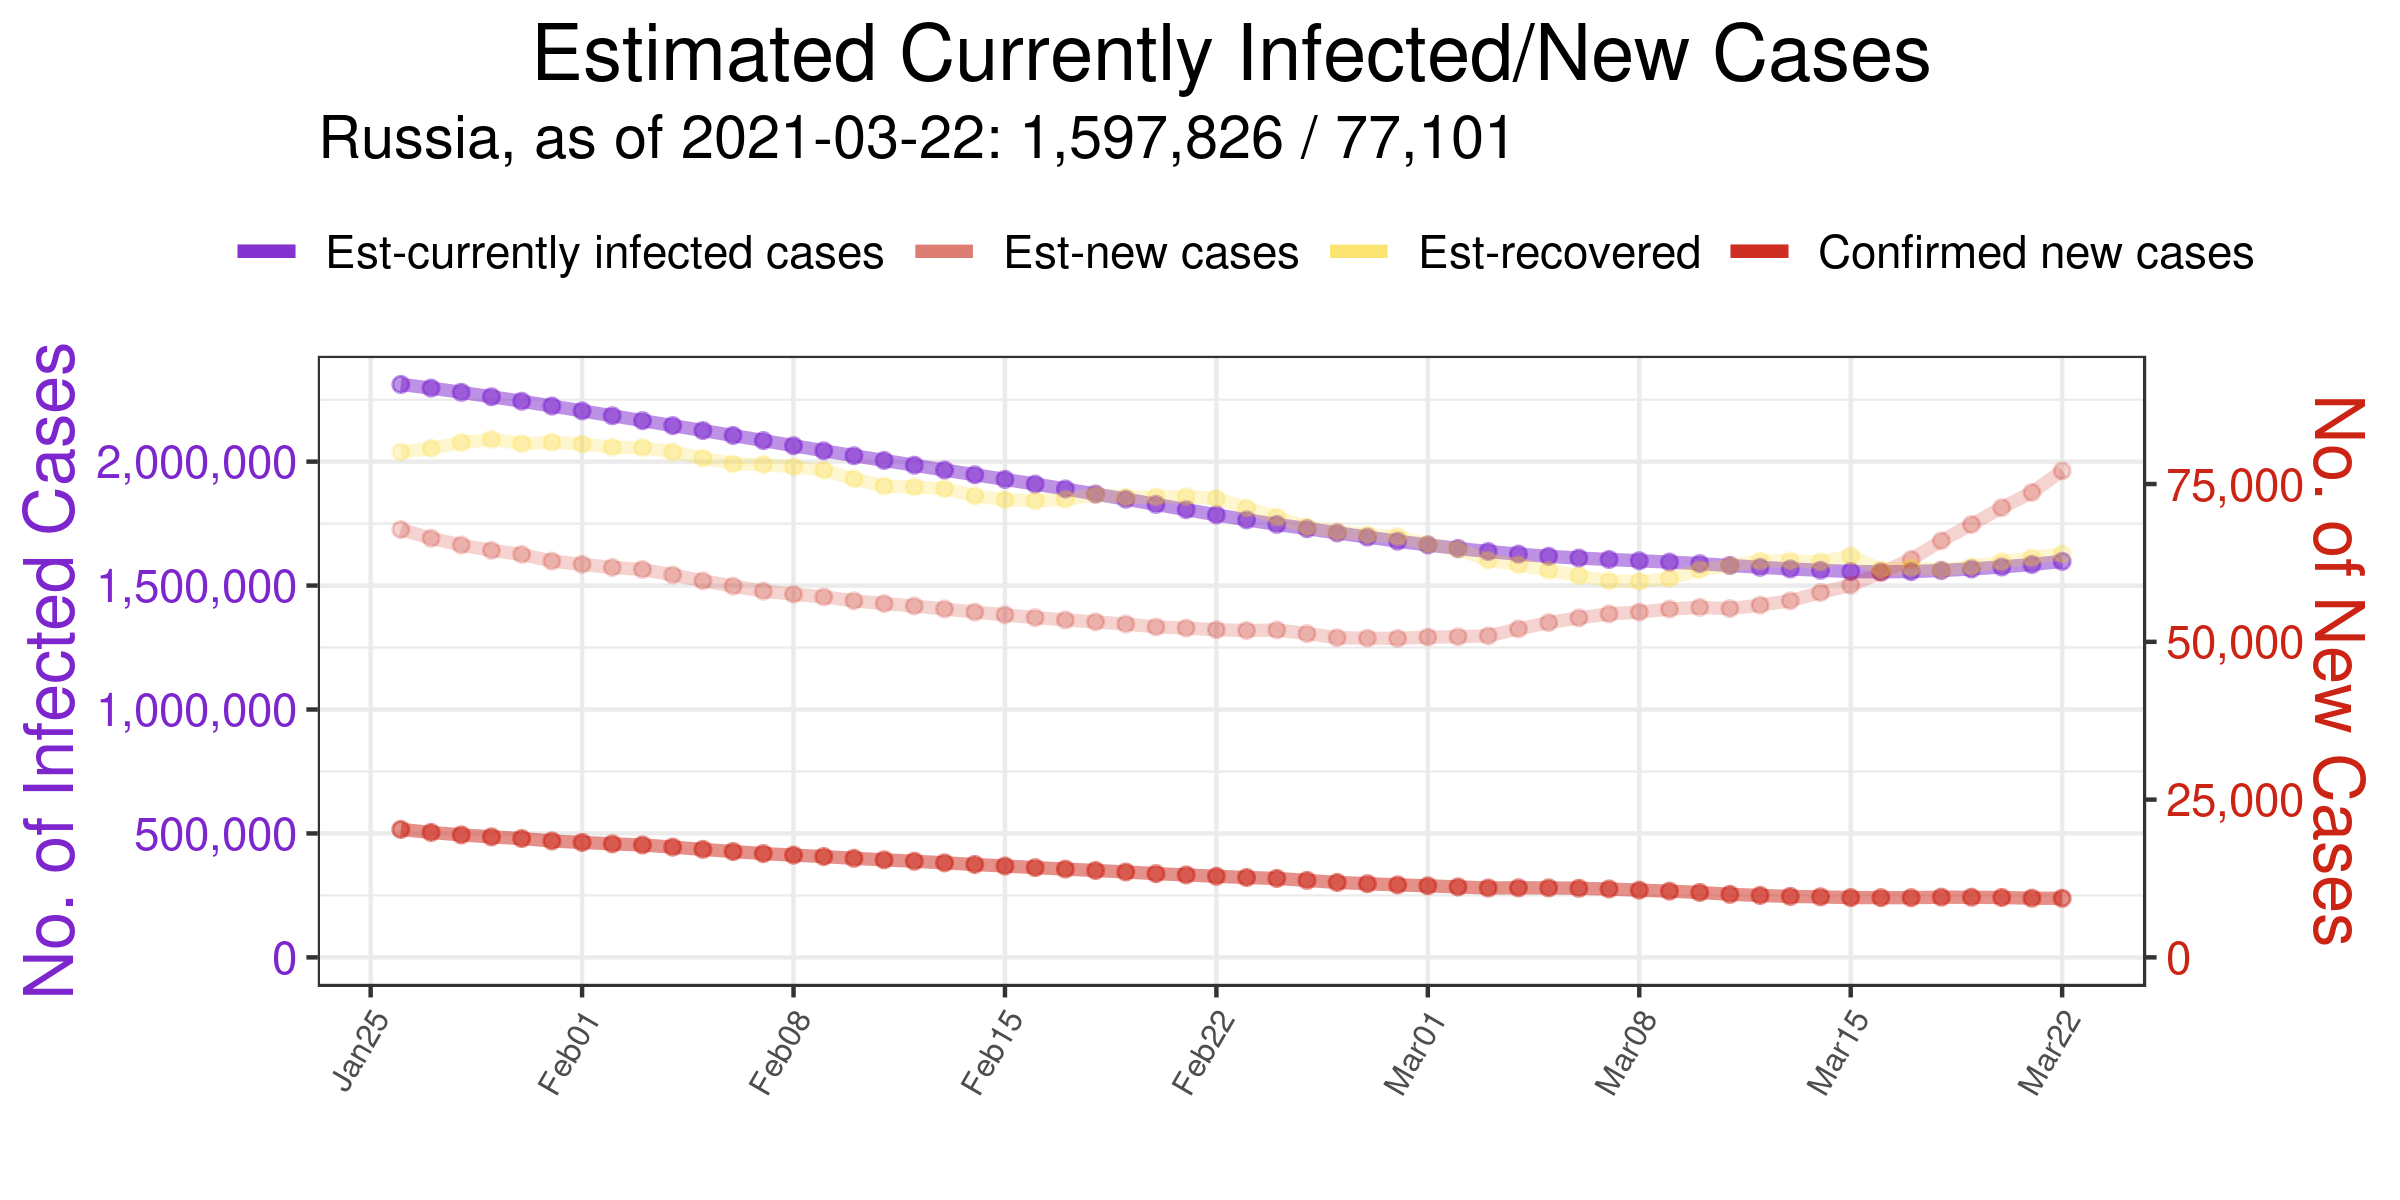 Estimated Currently Infected/New Cases
Russia, as of 2021-03-22: 1,597,826 / 77,101
Est-currently infected cases Est-new cases Est-recovered Confirmed new cases
No. of Infected Cases
2,000,000
1,500,000
1,000,000
500,000
0
75,000
50,000
25,000
0
No. of New Cases
Jan25 Feb01 Feb08 Feb15 Feb22 Mar01 Mar08 Mar15 Mar22